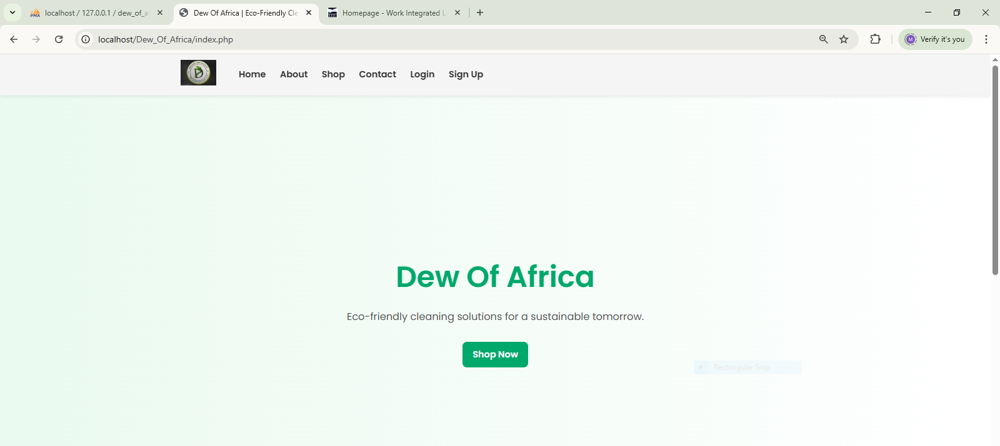 localhost / 127.0.0.1 / dew_of_a
Dew Of Africa | Eco-Friendly Cle
Homepage - Work Integrated L
localhost/Dew_Of_Africa/index.php
M
Verify it's you
Home
About
Shop
Contact
Login
Sign Up
Dew Of Africa
Eco-friendly cleaning solutions for a sustainable tomorrow.
Shop Now
Rectangular Snip